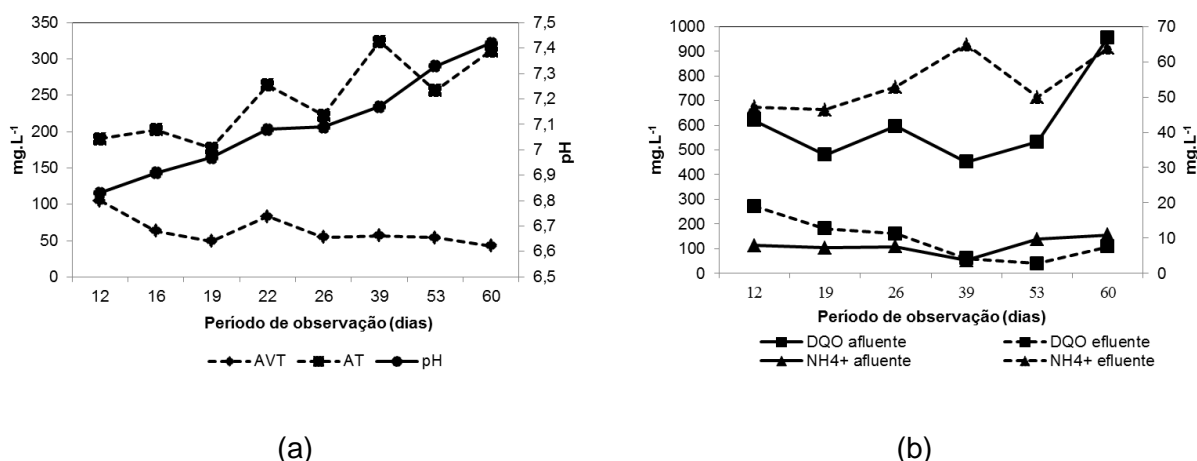 350
300
250
200
150
100
50
0
mg.L-1
7,5
7,4
7,3
7,2
7,1
7
6,9
6,8
6,7
6,6
6,5
pH
12 16 19 22 26 39 53 60
Período de observação (dias)
AVT AT pH
(a)
1000
900
800
700
600
500
400
300
200
100
0
mg.L-1
70
60
50
40
30
20
10
0
mg.L-1
12 19 26 39 53 60
Período de observação (dias)
DQO afluente DQO efluente
NH4+ afluente NH4+ efluente
(b)